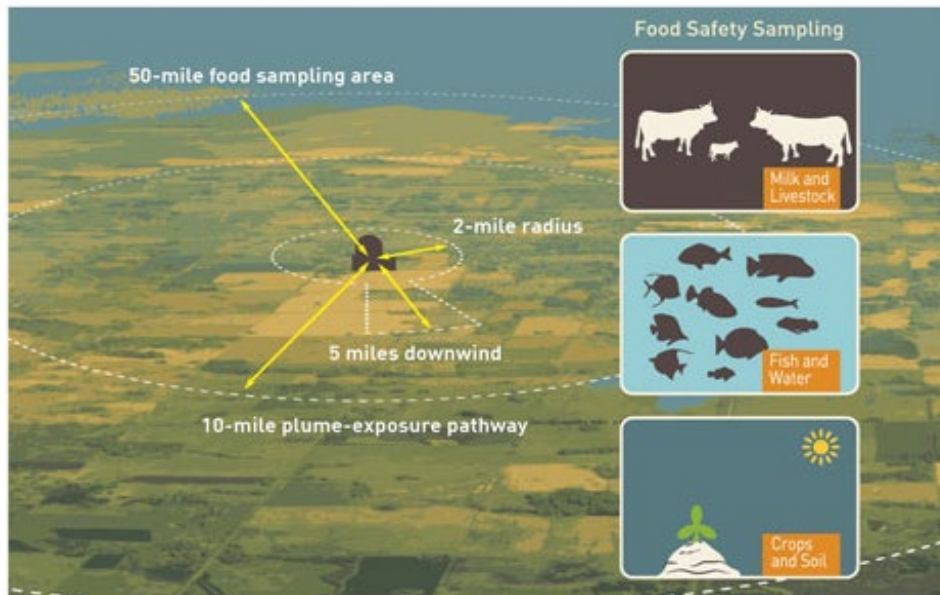 Food Safety Sampling
50-mile food sampling area
Milk and
Livestock
2-mile radius
5 miles downwind
Fish and
Water
10-mile plume-exposure pathway
Crops
and Soil